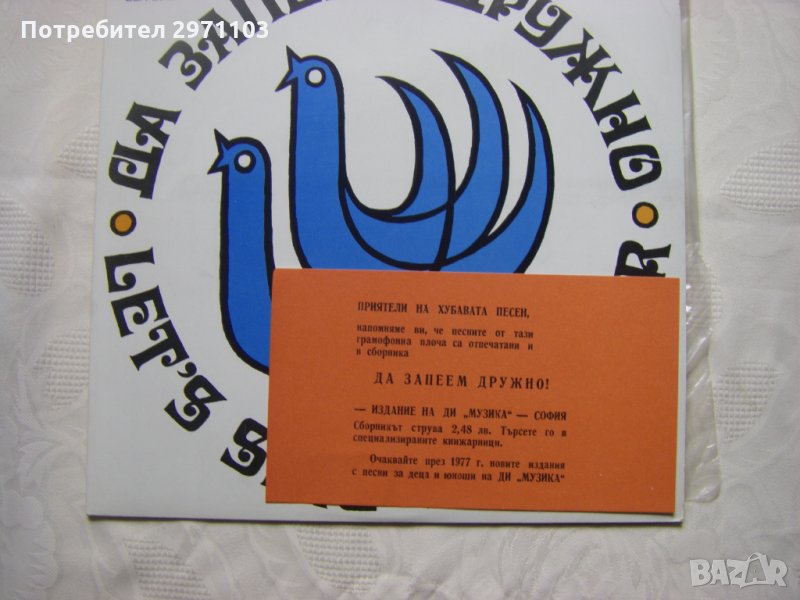 Потребител 2971103
ДА ЗАПЕЕМ ДРУЖНО
LET'S SING
ПРИЯТЕЛИ НА ХУБАВАТА ПЕСЕН,
напомняме ви, че песните от тази
грамофонна плоча са отпечатани и
в сборника
ДА ЗАПЕЕМ ДРУЖНО!
— ИЗДАНИЕ НА ДИ „МУЗИКА“ — СОФИЯ
Сборникът струва 2,48 лв. Търсете го в
специализираните книжарници.
Очаквайте през 1977 г. новите издания
с песни за деца и юноши на ДИ „МУЗИКА“
BAZAR